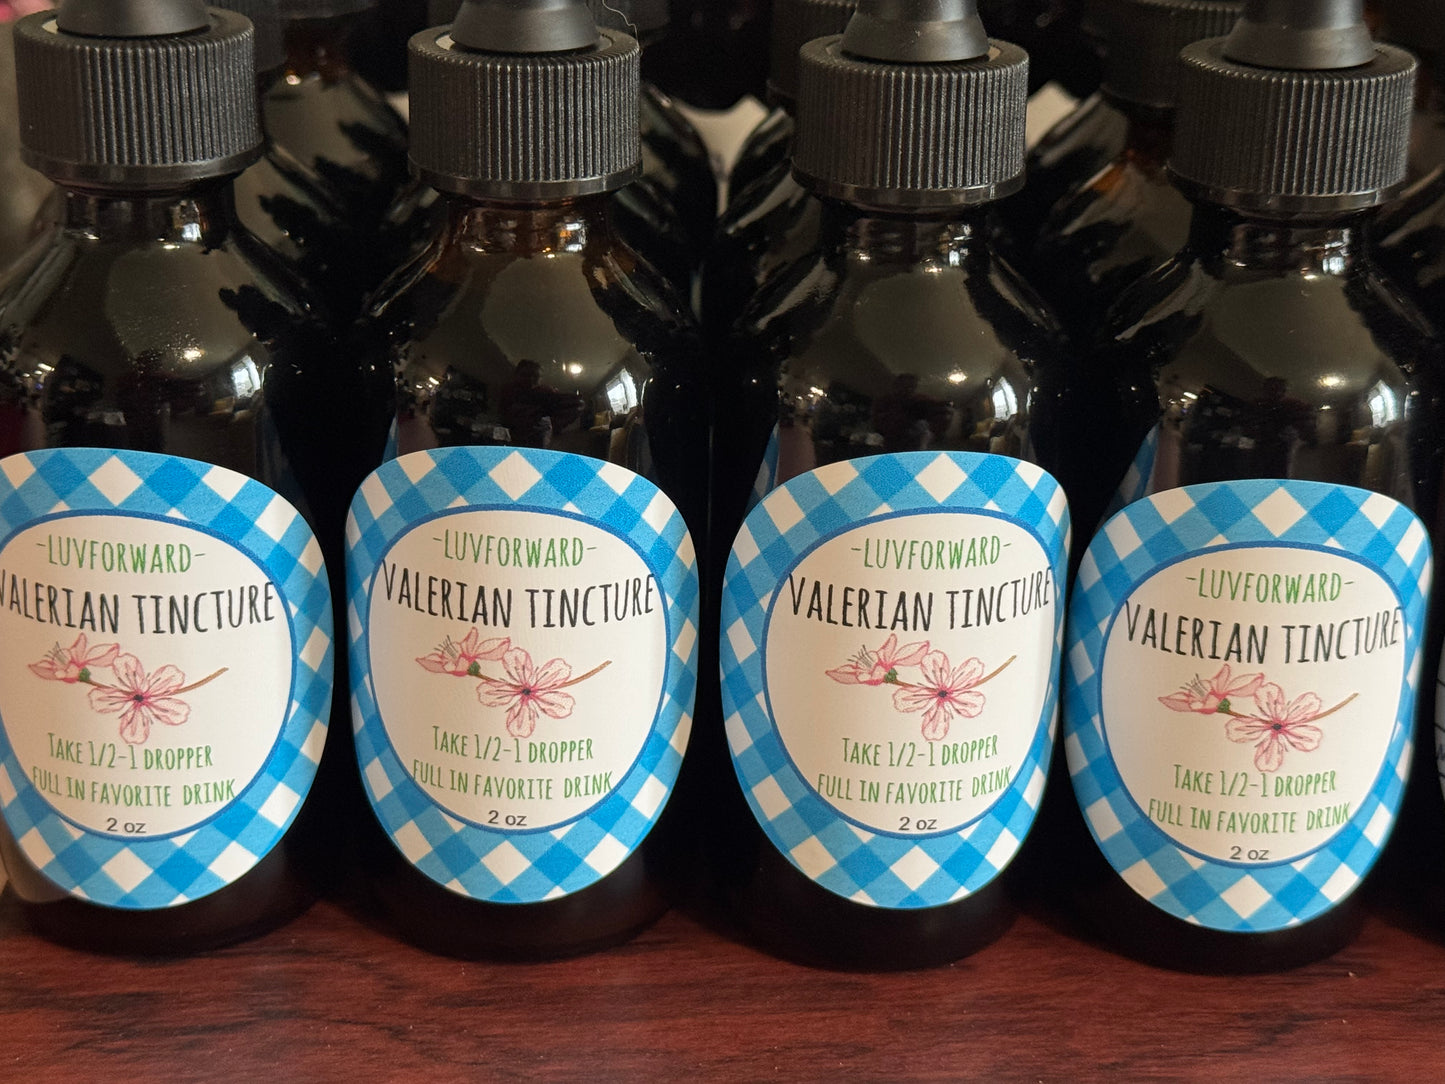 -LUVFORWARD-
VALERIAN TINCTURE
TAKE 1/2-1 DROPPER
FULL IN FAVORITE DRINK
2 oz
-LUVFORWARD-
VALERIAN TINCTURE
TAKE 1/2-1 DROPPER
FULL IN FAVORITE DRINK
2 oz
-LUVFORWARD-
VALERIAN TINCTURE
TAKE 1/2-1 DROPPER
FULL IN FAVORITE DRINK
2 oz
-LUVFORWARD-
VALERIAN TINCTURE
TAKE 1/2-1 DROPPER
FULL IN FAVORITE DRINK
2 oz